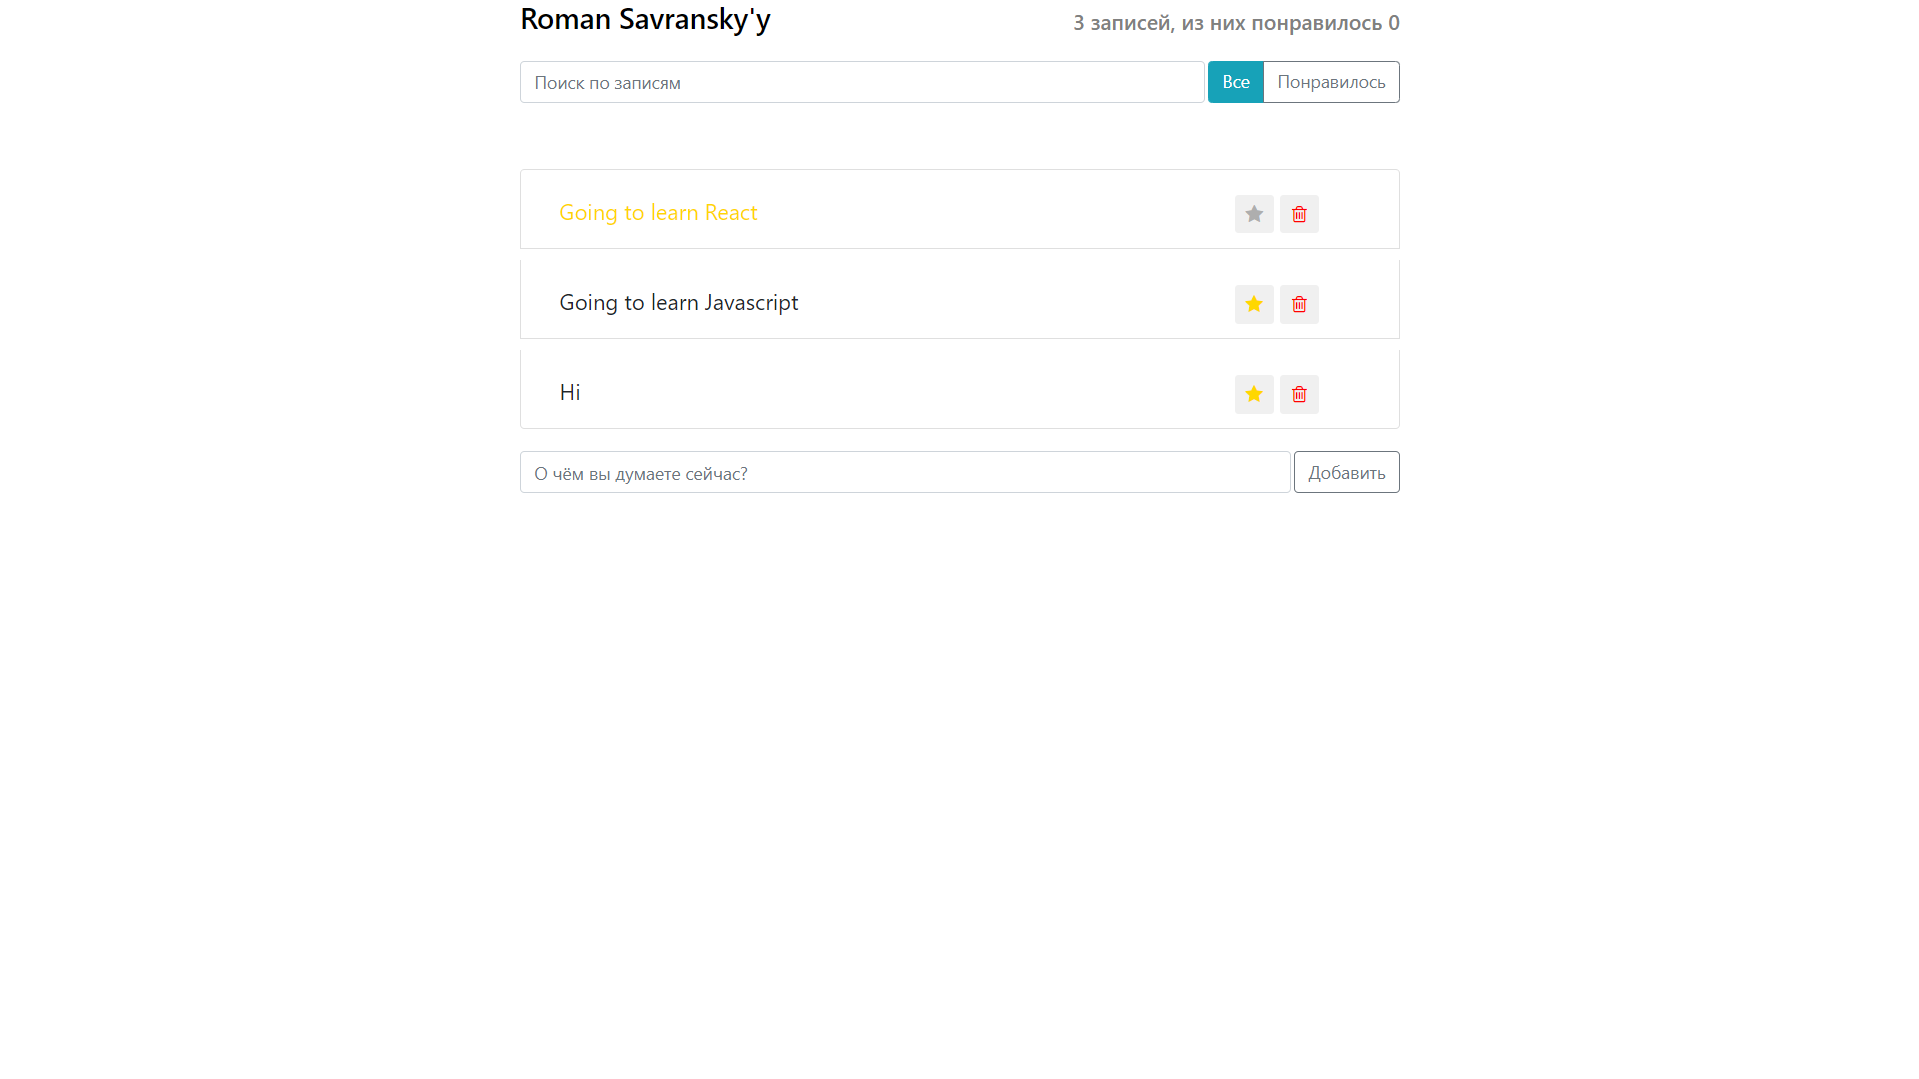 Roman Savransky'y
3 записей, из них понравилось 0
Поиск по записям
Все
Понравилось
Going to learn React
Going to learn Javascript
Hi
О чём вы думаете сейчас?
Добавить